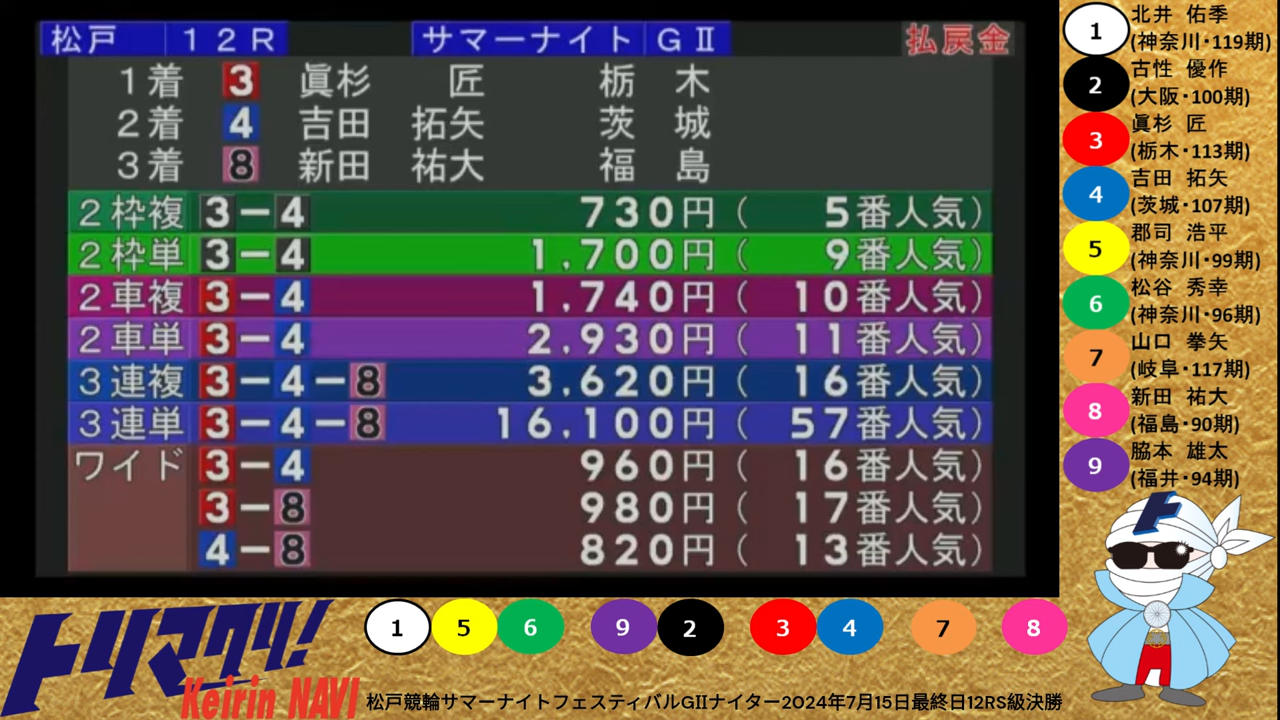 松戸 12R サマーナイト GⅡ 払戻金
1着 3 眞杉 匠 栃木
2着 4 吉田 拓矢 茨城
3着 8 新田 祐大 福島
2枠複 3-4 730円( 5番人気)
2枠単 3-4 1,700円( 9番人気)
2車複 3-4 1,740円( 10番人気)
2車単 3-4 2,930円( 11番人気)
3連複 3-4-8 3,620円( 16番人気)
3連単 3-4-8 16,100円( 57番人気)
ワイド 3-4 960円( 16番人気)
3-8 980円( 17番人気)
4-8 820円( 13番人気)
1 北井 佑季
(神奈川・119期)
2 古性 優作
(大阪・100期)
3 眞杉 匠
(栃木・113期)
4 吉田 拓矢
(茨城・107期)
5 郡司 浩平
(神奈川・99期)
6 松谷 秀幸
(神奈川・96期)
7 山口 拳矢
(岐阜・117期)
8 新田 祐大
(福島・90期)
9 脇本 雄太
(福井・94期)
ト
トリマクリ!
Keirin NAVI
1 5 6 9 2 3 4 7 8
松戸競輪サマーナイトフェスティバルGⅡナイター2024年7月15日最終日12RS級決勝